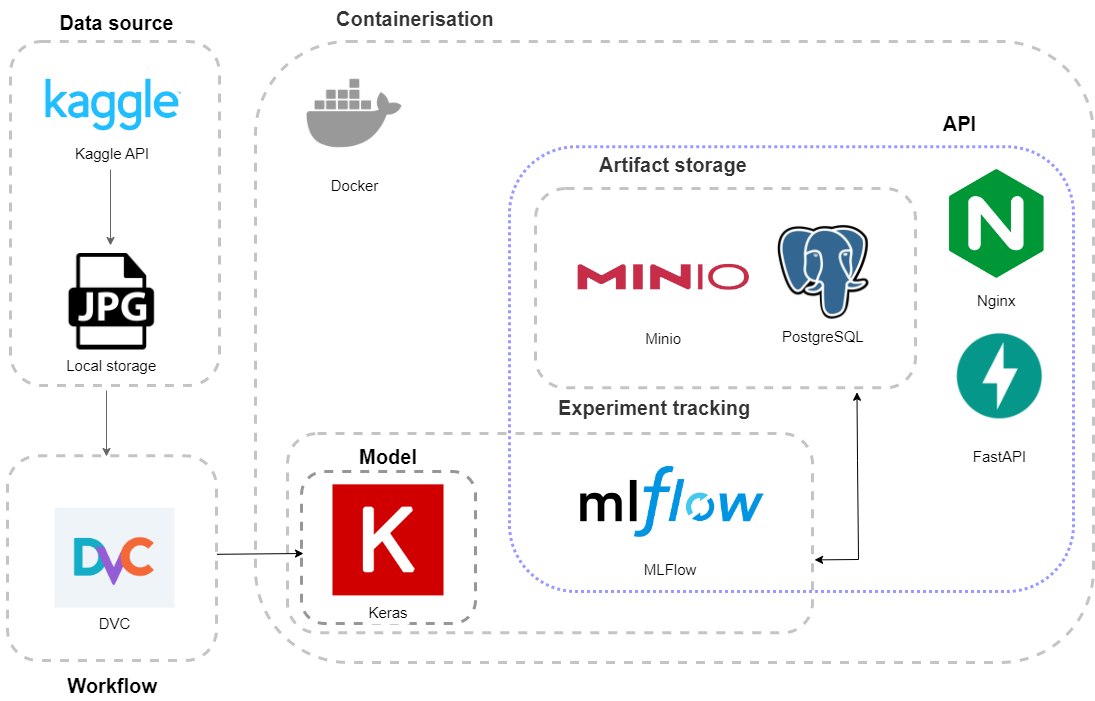 Data source
kaggle
Kaggle API
JPG
Local storage
Containerisation
Docker
API
Artifact storage
MINIO
Minio
PostgreSQL
N
Nginx
FastAPI
Experiment tracking
Model
K
Keras
mlflow
MLFlow
DVC
DVC
Workflow